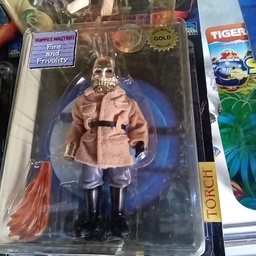 PUPPET MASTER
Fire
and
Frivolity
GOLD
TIGER
TORCH